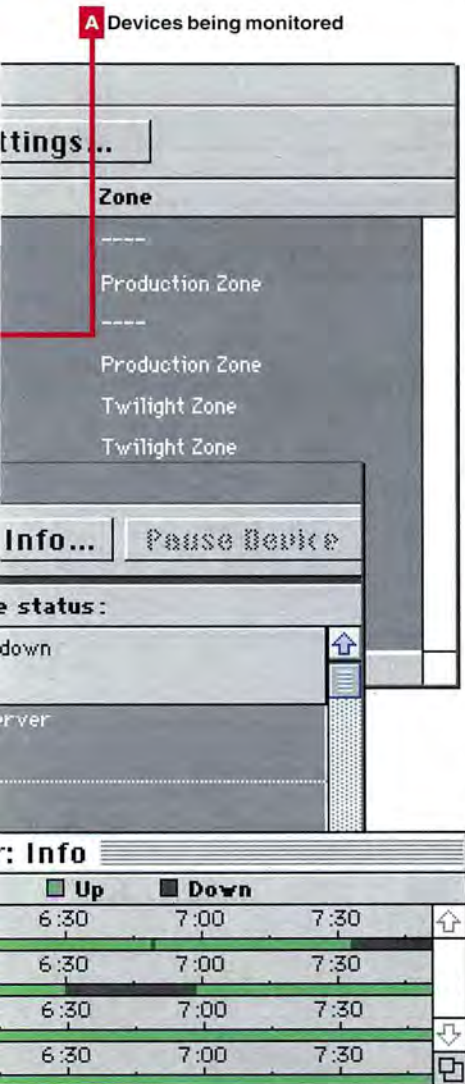 A Devices being monitored
ttings...
Zone
----
Production Zone
----
Production Zone
Twilight Zone
Twilight Zone
Info... Pause Device
e status:
down
erver
r: Info
Up Down
6:30 7:00 7:30
6:30 7:00 7:30
6:30 7:00 7:30
6:30 7:00 7:30